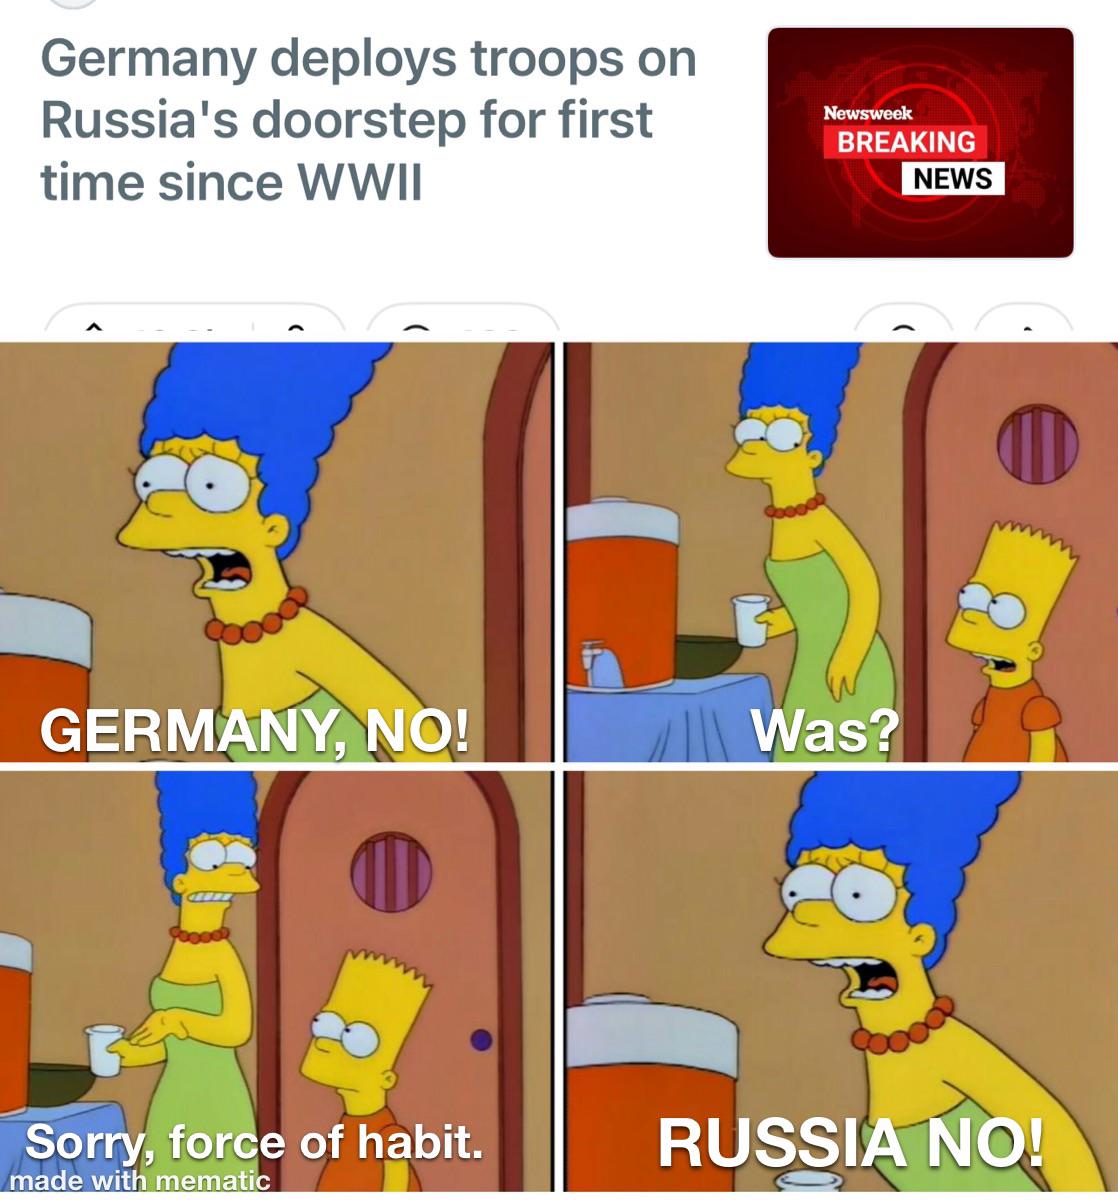 Germany deploys troops on
Russia's doorstep for first
time since WWII
Newsweek
BREAKING
NEWS
GERMANY, NO!
Was?
Sorry, force of habit.
RUSSIA NO!
made with mematic